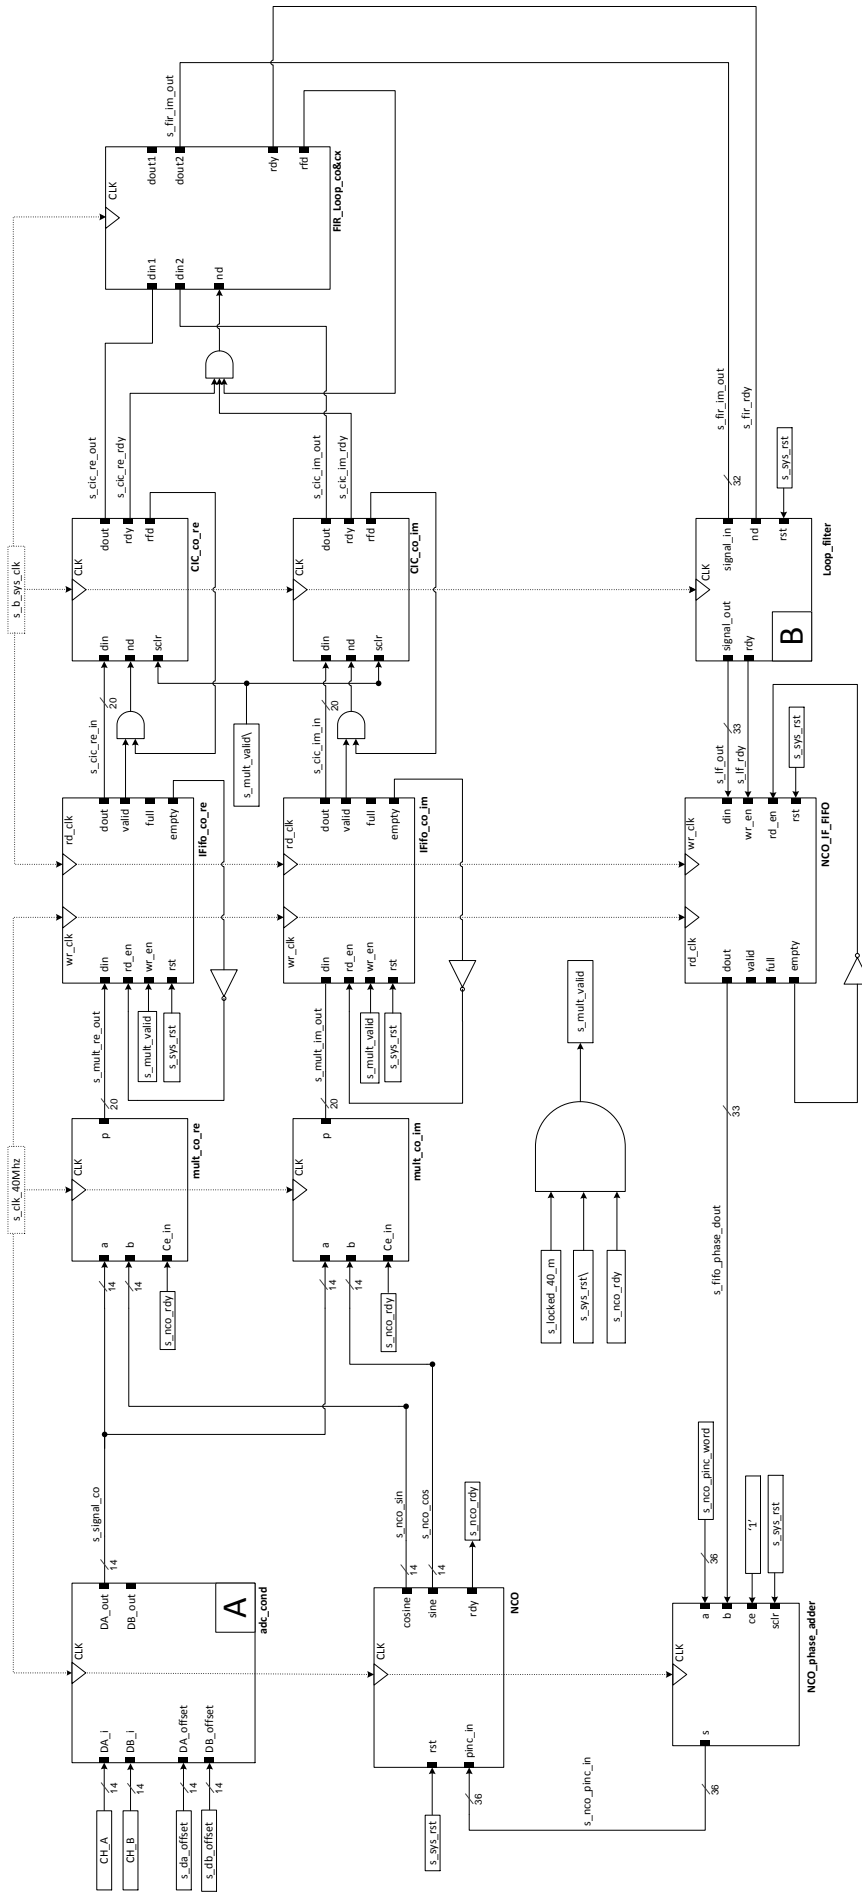 s_clk_40Mhz
s_b_sys_clk
CH_A
CH_B
s_da_offset
s_db_offset
14
14
14
14
DA_i
DB_i
DA_offset
DB_offset
CLK
DA_out
DB_out
A
adc_cond
14
s_signal_co
s_sys_rst
rst
pinc_in
36
CLK
cosine
sine
rdy
NCO
14
14
s_nco_sin
s_nco_cos
s_nco_rdy
s_nco_pinc_in
36
s
CLK
a
b
ce
sclr
NCO_phase_adder
36
s_nco_pinc_word
'1'
s_sys_rst
s_fifo_phase_dout
33
14
14
s_nco_rdy
a
b
Ce_in
CLK
p
mult_co_re
20
s_mult_re_out
14
14
s_nco_rdy
a
b
Ce_in
CLK
p
mult_co_im
20
s_mult_im_out
s_locked_40_m
s_sys_rst\
s_nco_rdy
s_mult_valid
s_mult_valid
s_sys_rst
din
rd_en
wr_en
rst
wr_clk
rd_clk
dout
valid
full
empty
IFifo_co_re
s_cic_re_in
20
s_mult_valid
s_sys_rst
din
rd_en
wr_en
rst
wr_clk
rd_clk
dout
valid
full
empty
IFifo_co_im
s_cic_im_in
20
s_mult_valid\
din
nd
sclr
CLK
dout
rdy
rfd
CIC_co_re
s_cic_re_out
s_cic_re_rdy
din
nd
sclr
CLK
dout
rdy
rfd
CIC_co_im
s_cic_im_out
s_cic_im_rdy
din1
din2
nd
CLK
dout1
dout2
rdy
rfd
FIR_Loop_co&cx
s_fir_im_out
dout
valid
full
empty
rd_clk
wr_clk
din
wr_en
rd_en
rst
NCO_IF_FIFO
s_lf_out
s_lf_rdy
33
s_sys_rst
signal_out
rdy
B
CLK
signal_in
nd
rst
Loop_filter
32
s_fir_im_out
s_fir_rdy
s_sys_rst